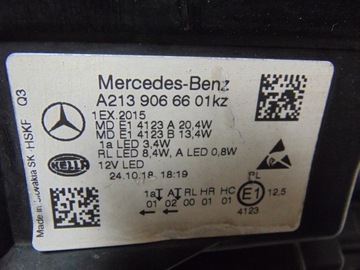 Mercedes-Benz
A213 906 66 01kz
1EX.2015
MD E1 4123 A 20,4W
MD E1 4123 B 13,4W
1a LED 3,4W
RL LED 8,4W, A LED 0,8W
12V LED
24.10.18 18:19
PL
1a A RL HR HC
01 02 00 01 01
E1
12,5
4123
HELLA
Made in Slovakia SK - HSKF Q3